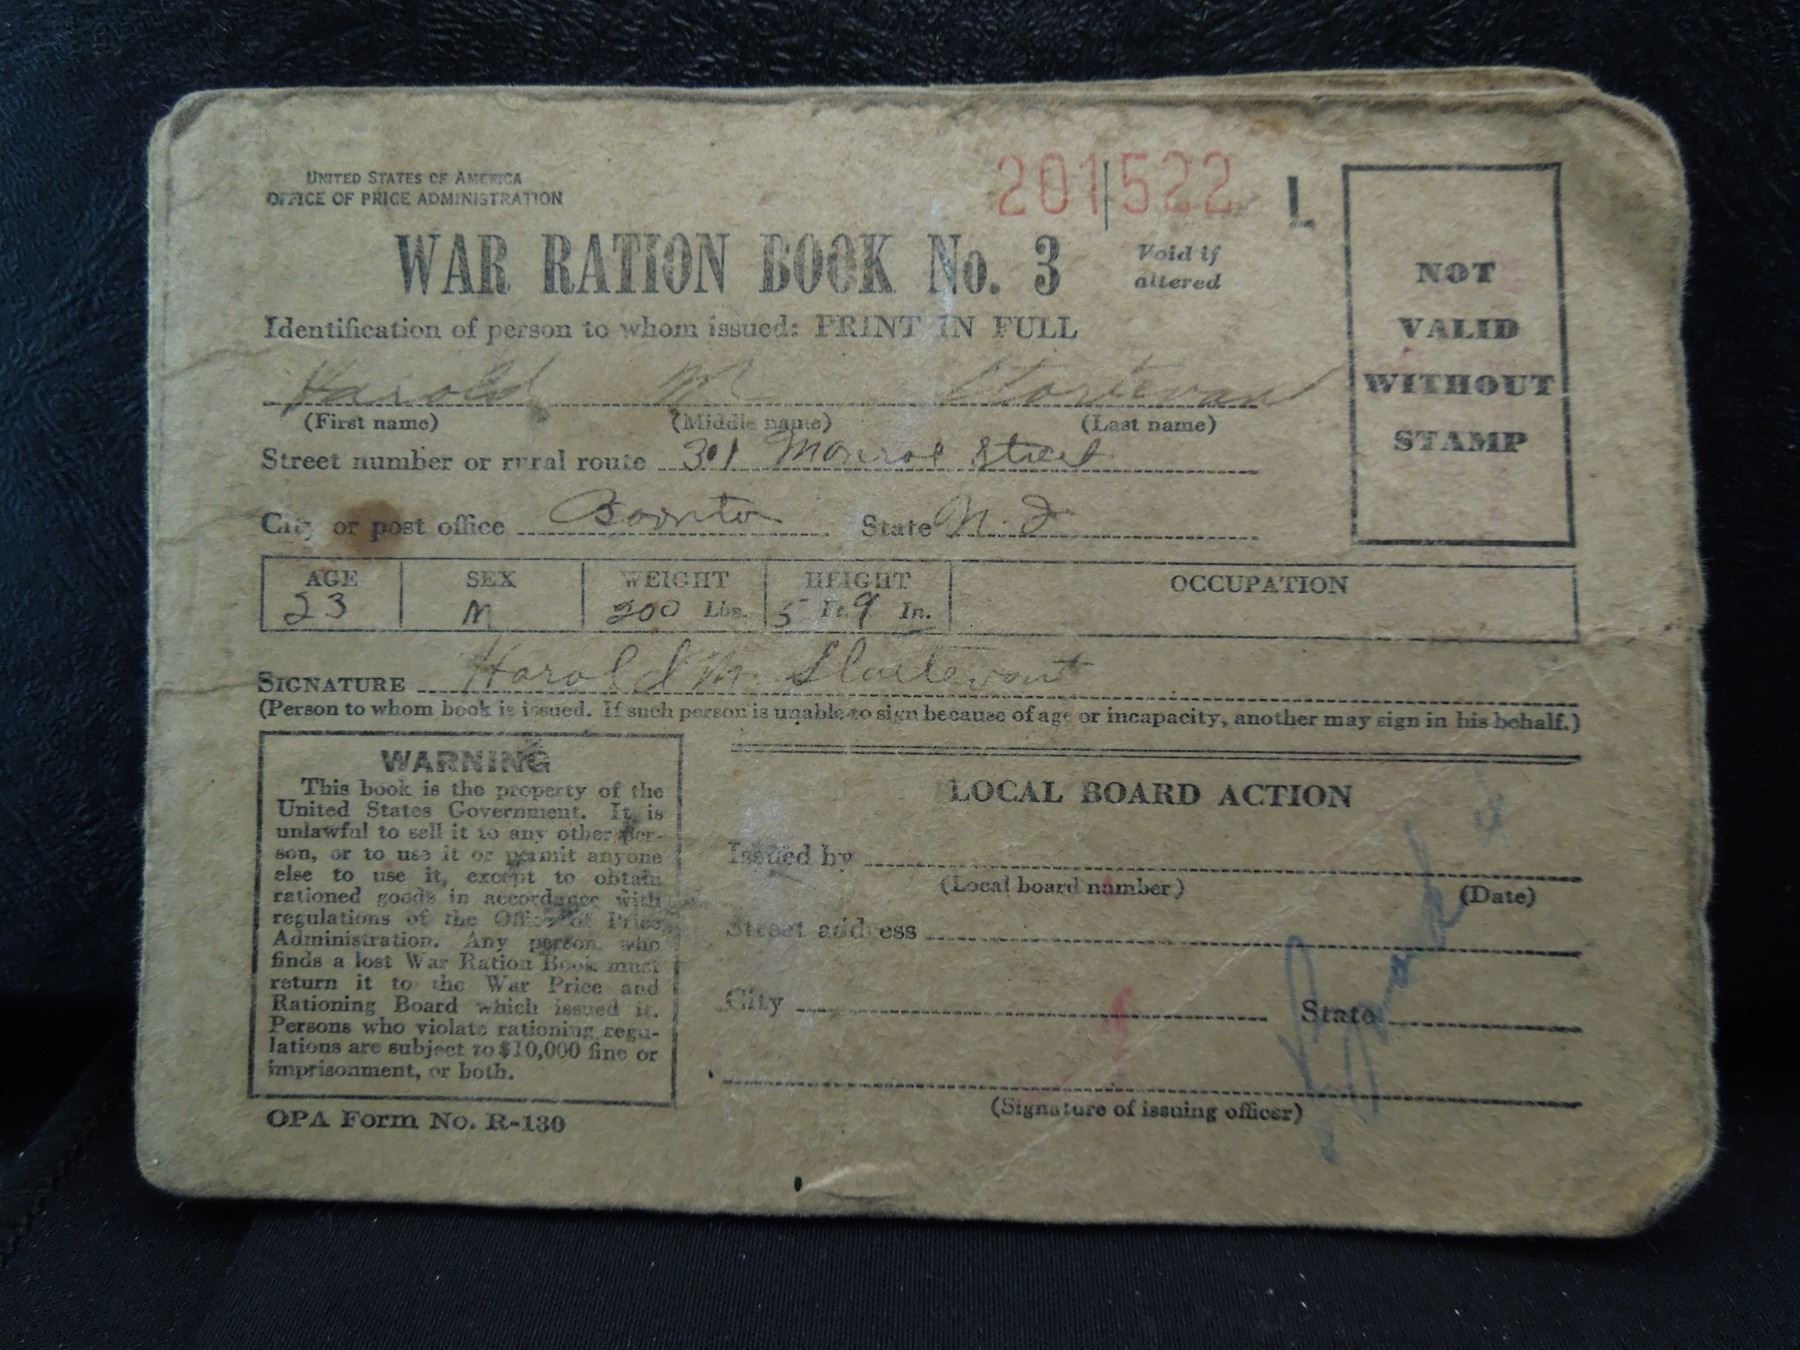 UNITED STATES OF AMERICA
OFFICE OF PRICE ADMINISTRATION
201522 L
WAR RATION BOOK No. 3
Void if
altered
NOT
VALID
WITHOUT
STAMP
Identification of person to whom issued: PRINT IN FULL
Harold M
(First name) (Middle name) (Last name)
Street number or rural route 301 Monroe Street
City or post office Boonton State N.J
AGE SEX WEIGHT HEIGHT OCCUPATION
23 M 200 Lbs. 5 Ft. 9 In.
SIGNATURE Harold M.
(Person to whom book is issued. If such person is unable to sign because of age or incapacity, another may sign in his behalf.)
WARNING
This book is the property of the
United States Government. It is
unlawful to sell it to any other per-
son, or to use it or permit anyone
else to use it, except to obtain
rationed goods in accordance with
regulations of the Office of Price
Administration. Any person who
finds a lost War Ration Book must
return it to the War Price and
Rationing Board which issued it.
Persons who violate rationing regu-
lations are subject to $10,000 fine or
imprisonment, or both.
LOCAL BOARD ACTION
Issued by
(Local board number) (Date)
Street address
City State
(Signature of issuing officer)
OPA Form No. R-130